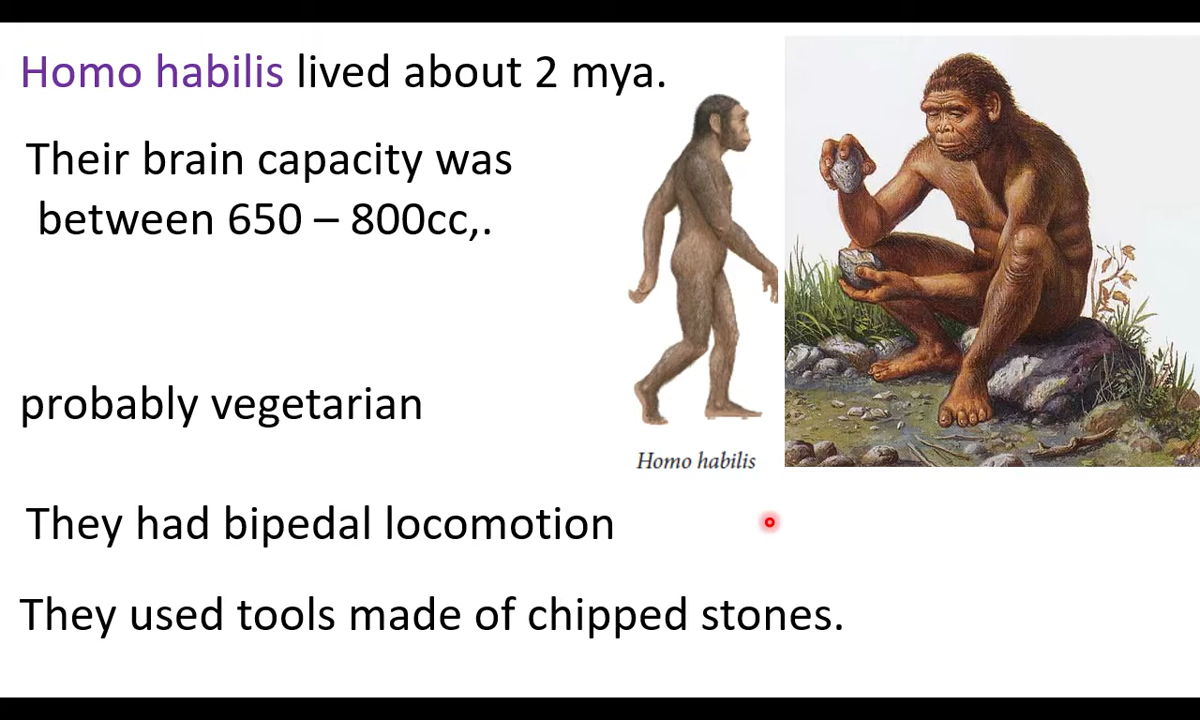 Homo habilis lived about 2 mya.
Their brain capacity was
between 650 – 800cc,.
probably vegetarian
Homo habilis
They had bipedal locomotion
They used tools made of chipped stones.